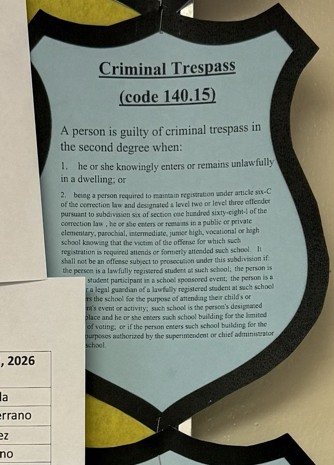 Criminal Trespass
(code 140.15)
A person is guilty of criminal trespass in
the second degree when:
1. he or she knowingly enters or remains unlawfully
in a dwelling; or
2. being a person required to maintain registration under article six-C
of the correction law and designated a level two or level three offender
pursuant to subdivision six of section one hundred sixty-eight-l of the
correction law , he or she enters or remains in a public or private
elementary, parochial, intermediate, junior high, vocational or high
school knowing that the victim of the offense for which such
registration is required attends or formerly attended such school. It
shall not be an offense subject to prosecution under this subdivision if:
the person is a lawfully registered student at such school; the person is
student participant in a school sponsored event; the person is a
r a legal guardian of a lawfully registered student at such school
rs the school for the purpose of attending their child's or
nt's event or activity; such school is the person's designated
place and he or she enters such school building for the limited
of voting; or if the person enters such school building for the
purposes authorized by the superintendent or chief administrator
school.
, 2026
la
errano
ez
no